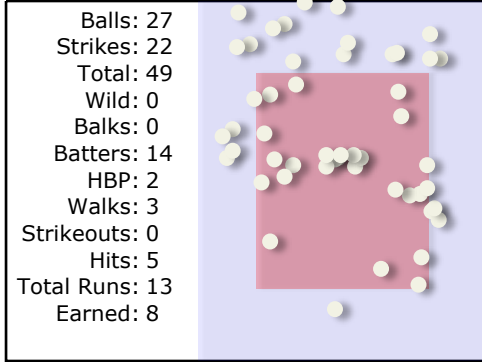 Balls: 27
Strikes: 22
Total: 49
Wild: 0
Balks: 0
Batters: 14
HBP: 2
Walks: 3
Strikeouts: 0
Hits: 5
Total Runs: 13
Earned: 8